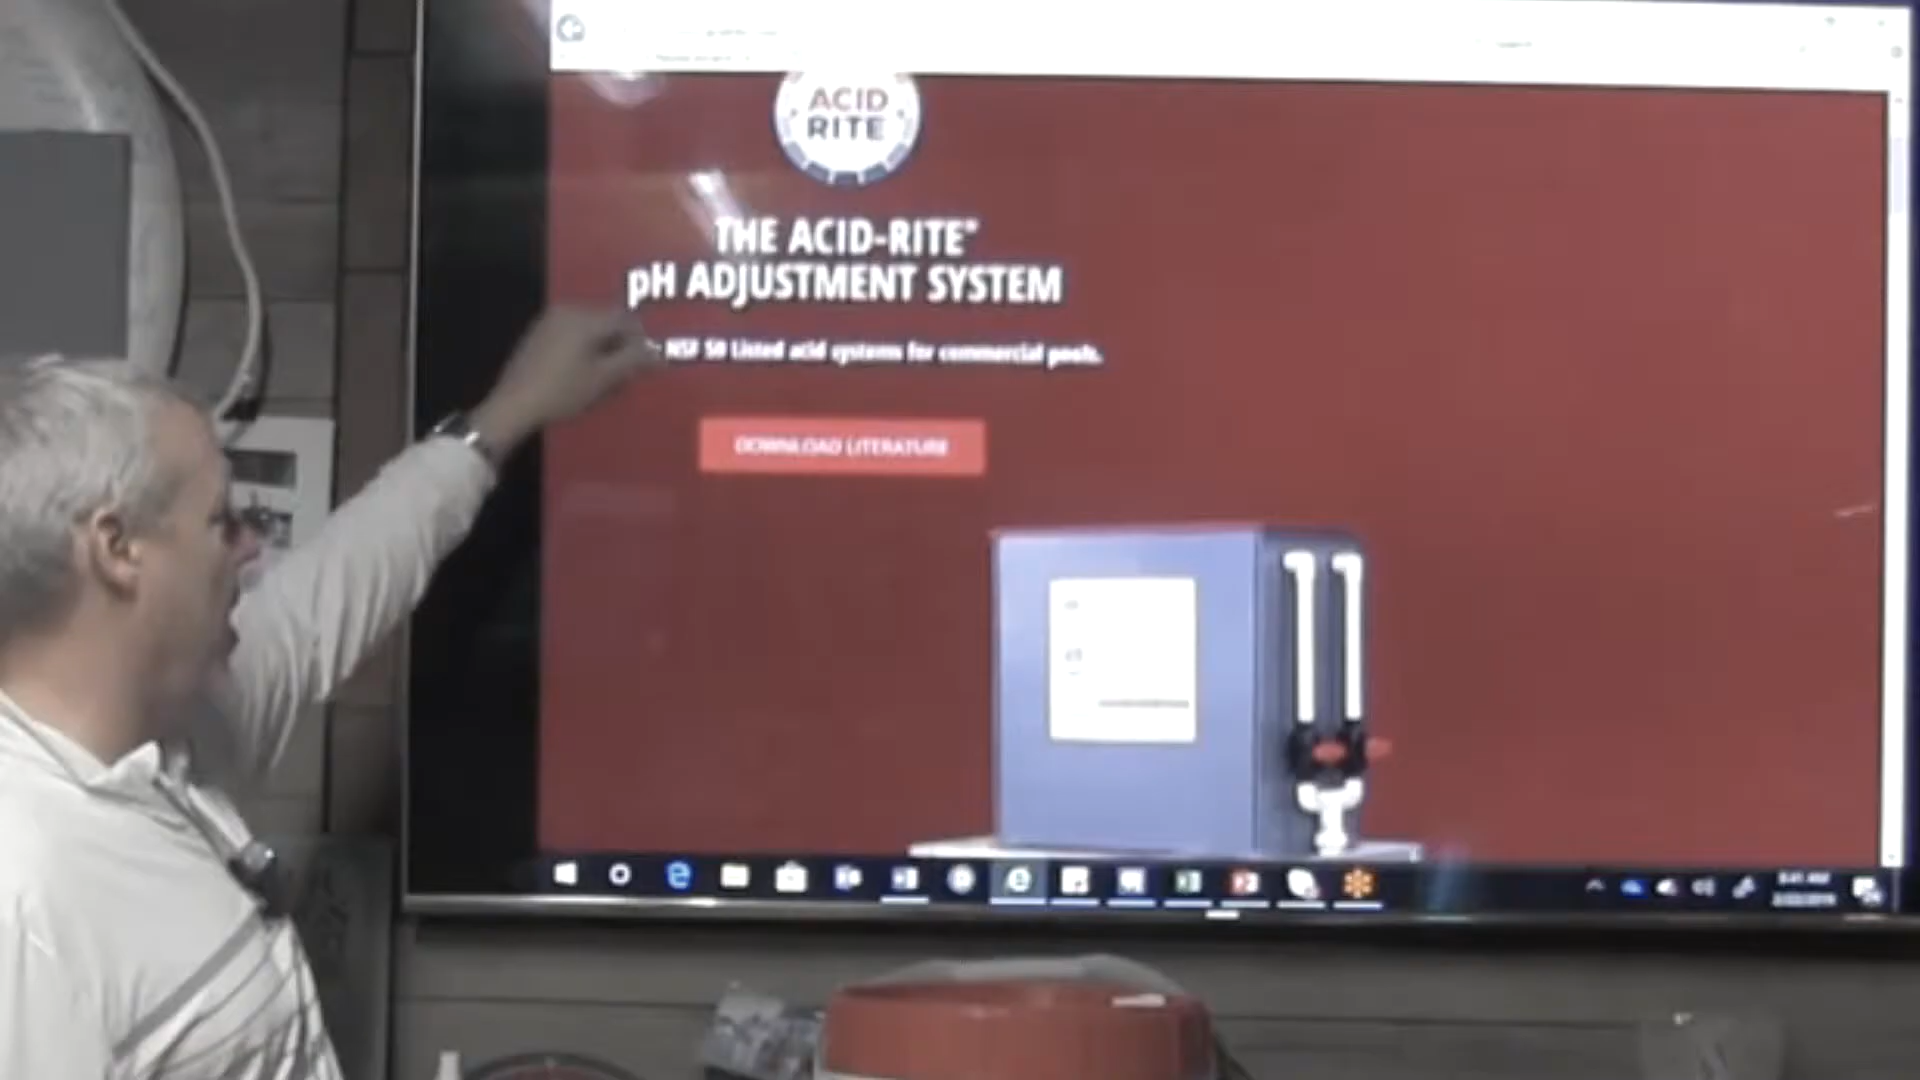 ACID
RITE
THE ACID-RITE®
pH ADJUSTMENT SYSTEM
NSF 50 Listed acid systems for commercial pools.
DOWNLOAD LITERATURE